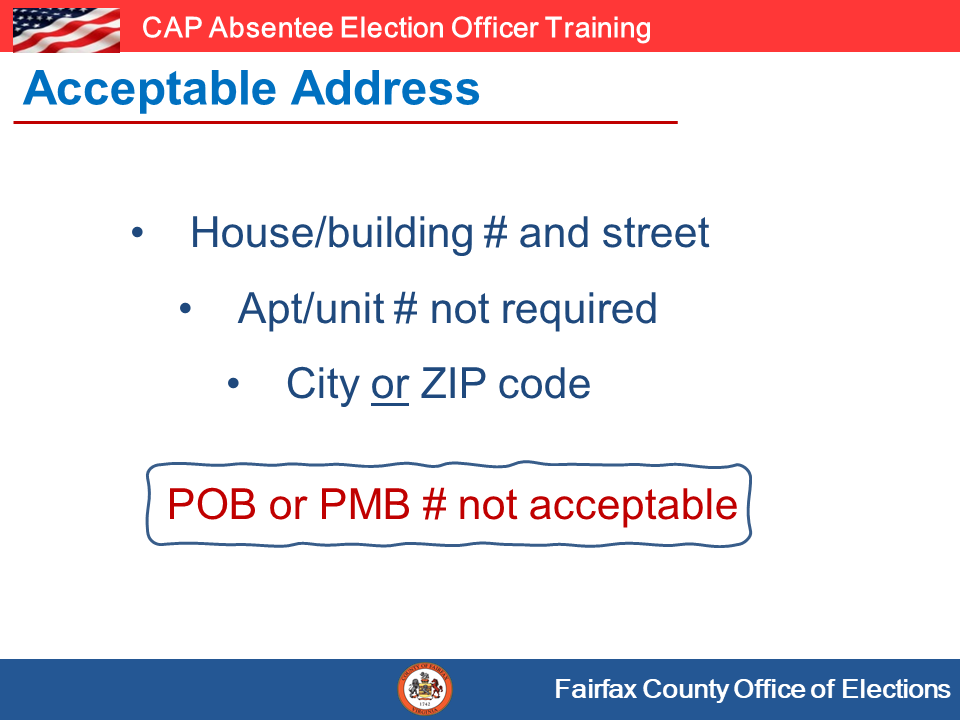 CAP Absentee Election Officer Training
Acceptable Address
• House/building # and street
• Apt/unit # not required
• City or ZIP code
POB or PMB # not acceptable
1742
Fairfax County Office of Elections